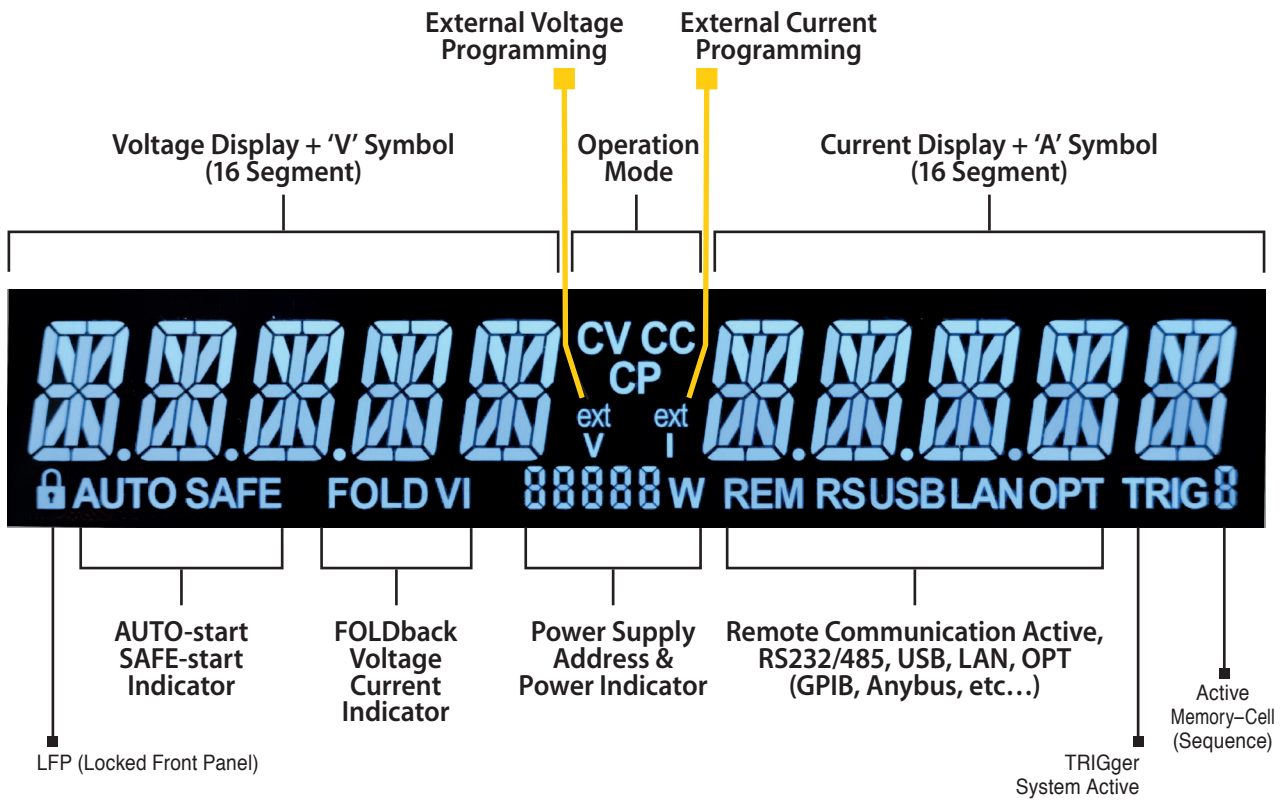 External Voltage
Programming
External Current
Programming
Voltage Display + ‘V’ Symbol
(16 Segment)
Operation
Mode
Current Display + ‘A’ Symbol
(16 Segment)
CV CC
CP
ext ext
V I
AUTO SAFE FOLD VI 88888 W REM RS USB LAN OPT TRIG 8
AUTO-start
SAFE-start
Indicator
FOLDback
Voltage
Current
Indicator
Power Supply
Address &
Power Indicator
Remote Communication Active,
RS232/485, USB, LAN, OPT
(GPIB, Anybus, etc…)
Active
Memory–Cell
(Sequence)
LFP (Locked Front Panel)
TRIGger
System Active